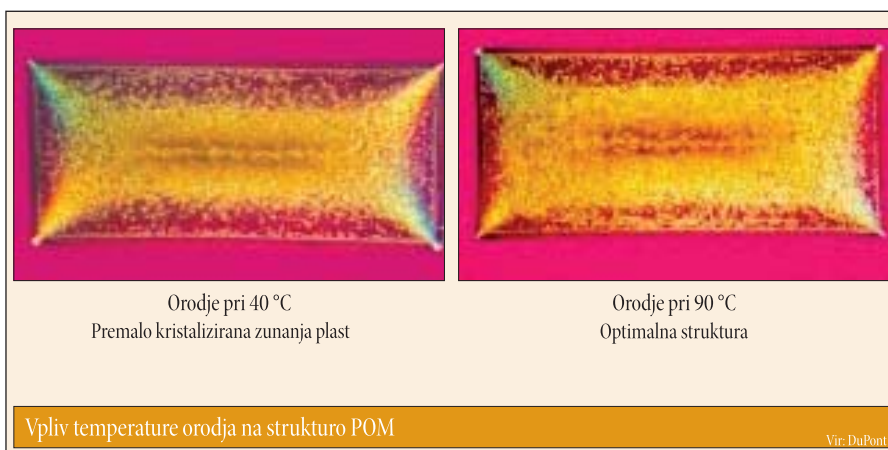 Orodje pri 40 °C
Premalo kristalizirana zunanja plast
Orodje pri 90 °C
Optimalna struktura
Vpliv temperature orodja na strukturo POM
Vir: DuPont